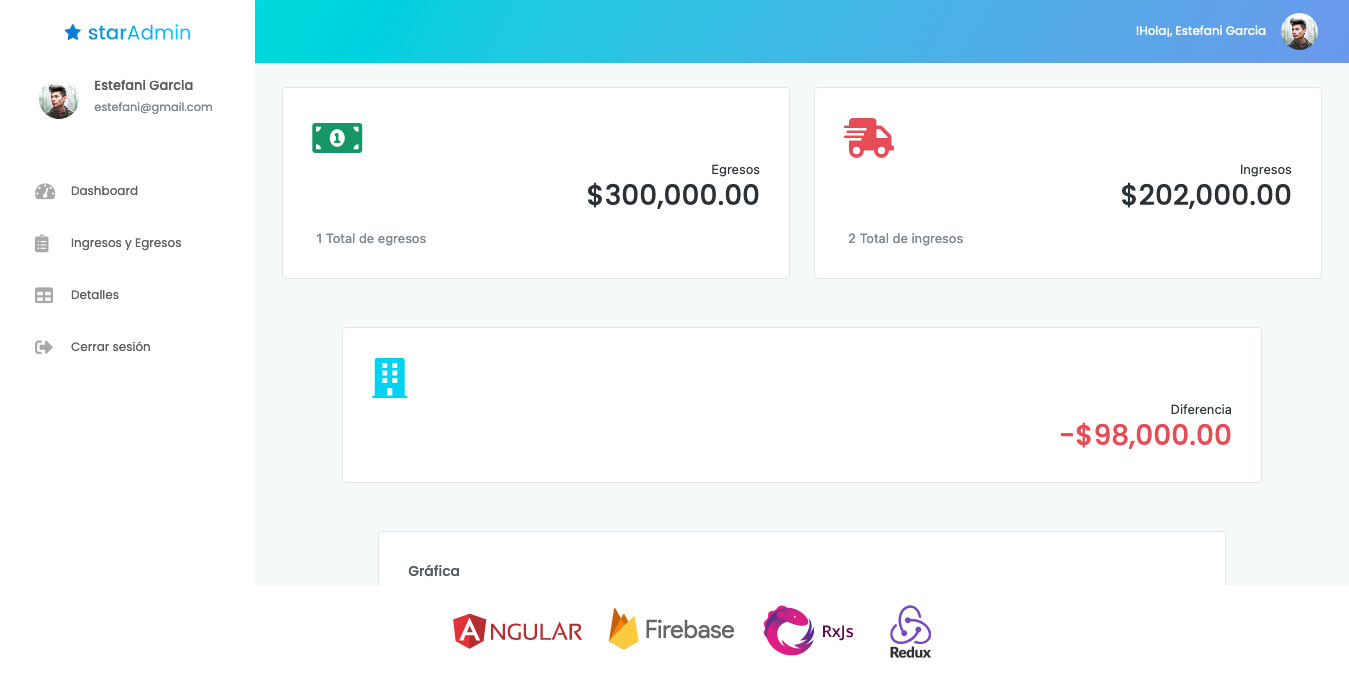 starAdmin
!Hola¡, Estefani Garcia
Estefani Garcia
estefani@gmail.com
Dashboard
Ingresos y Egresos
Detalles
Cerrar sesión
1
Egresos
$300,000.00
1 Total de egresos
Ingresos
$202,000.00
2 Total de ingresos
Diferencia
-$98,000.00
Gráfica
ANGULAR
Firebase
RxJs
Redux